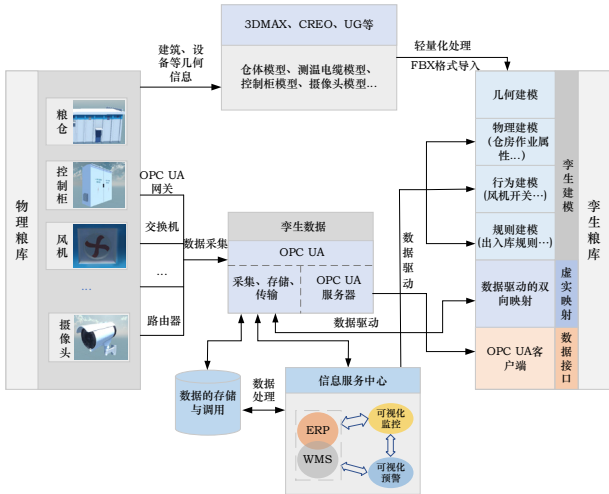 3DMAX、CREO、UG等
仓体模型、测温电缆模型、
控制柜模型、摄像头模型...
建筑、设
备等几何
信息
轻量化处理
FBX格式导入
物理粮库
粮仓
控制柜
风机
...
摄像头
OPC UA
网关
交换机
...
路由器
数据采集
孪生数据
OPC UA
采集、存储、
传输
OPC UA
服务器
数据驱动
数据驱动
几何建模
物理建模
(仓房作业属
性...)
行为建模
(风机开关...)
规则建模
(出入库规则...)
数据驱动的双
向映射
OPC UA客
户端
孪生建模
虚实映射
数据接口
孪生粮库
数据的存储
与调用
数据
处理
信息服务中心
ERP
WMS
可视化
监控
可视化
预警